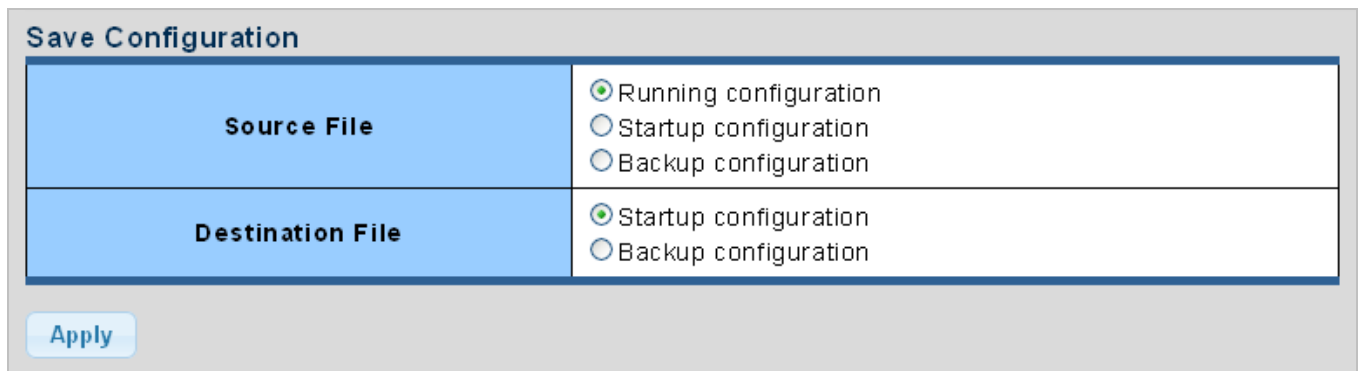 Save Configuration
Source File
Running configuration
Startup configuration
Backup configuration
Destination File
Startup configuration
Backup configuration
Apply